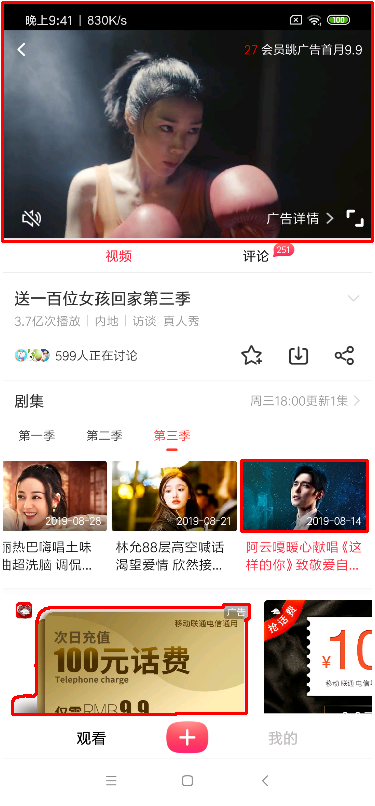 晚上9:41 | 830K/s
100
27 会员跳广告首月9.9
广告详情
视频
评论
251
送一百位女孩回家第三季
3.7亿次播放 | 内地 | 访谈 真人秀
599人正在讨论
剧集
周三18:00更新1集
第一季
第二季
第三季
2019-08-28
2019-08-21
2019-08-14
丽热巴嗨唱土味
林允88层高空喊话
阿云嘎暖心献唱《这
曲超洗脑 调侃…
渴望爱情 欣然接…
样的你》致敬爱自…
广告
移动联通电信通用
次日充值
100元话费
Telephone charge
仅需RMB9.9
抢话费
¥10
移动联通电信
观看
我的